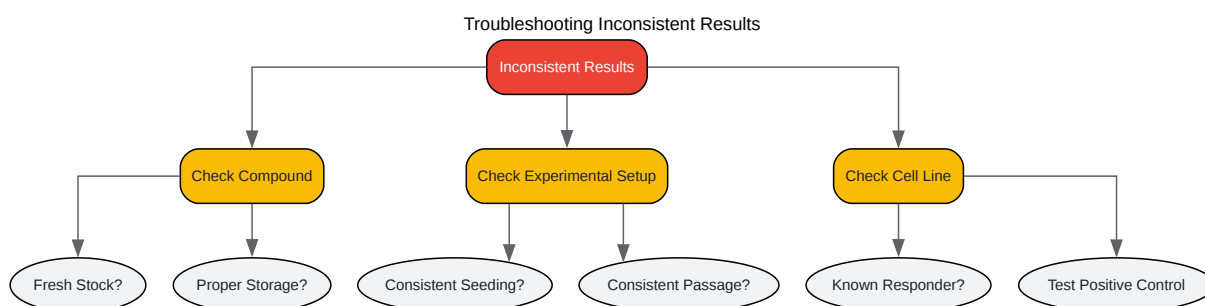 Troubleshooting Inconsistent Results
Inconsistent Results
Check Compound
Check Experimental Setup
Check Cell Line
Fresh Stock?
Proper Storage?
Consistent Seeding?
Consistent Passage?
Known Responder?
Test Positive Control